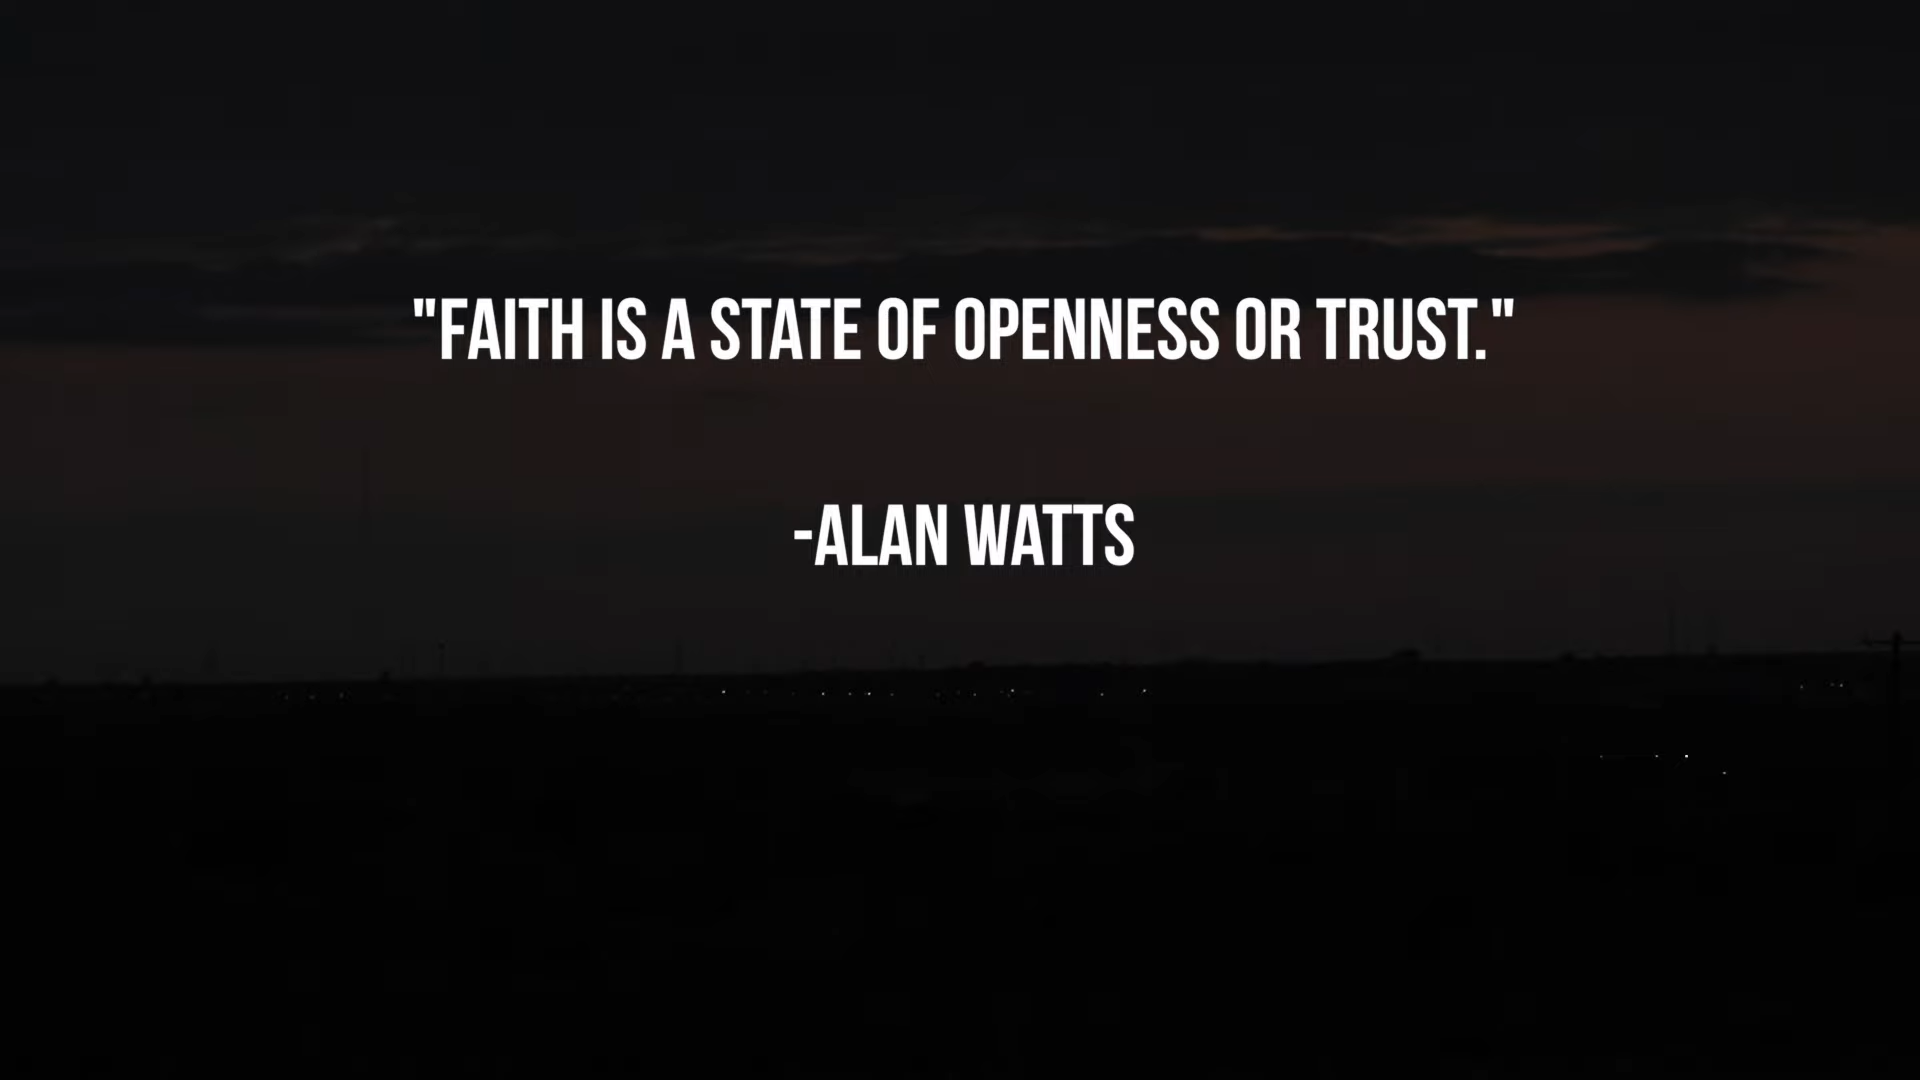 "FAITH IS A STATE OF OPENNESS OR TRUST."
-ALAN WATTS